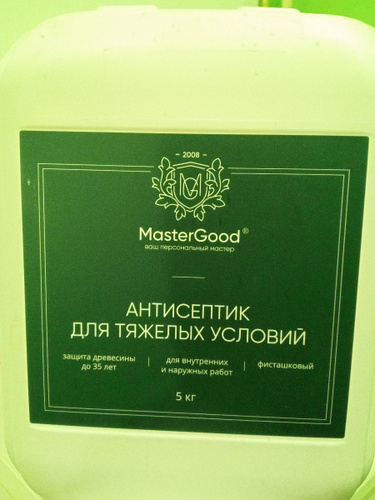 – 2008 –
MG
MasterGood®
ваш персональный мастер
АНТИСЕПТИК
ДЛЯ ТЯЖЕЛЫХ УСЛОВИЙ
защита древесины
до 35 лет
для внутренних
и наружных работ
фисташковый
5 кг